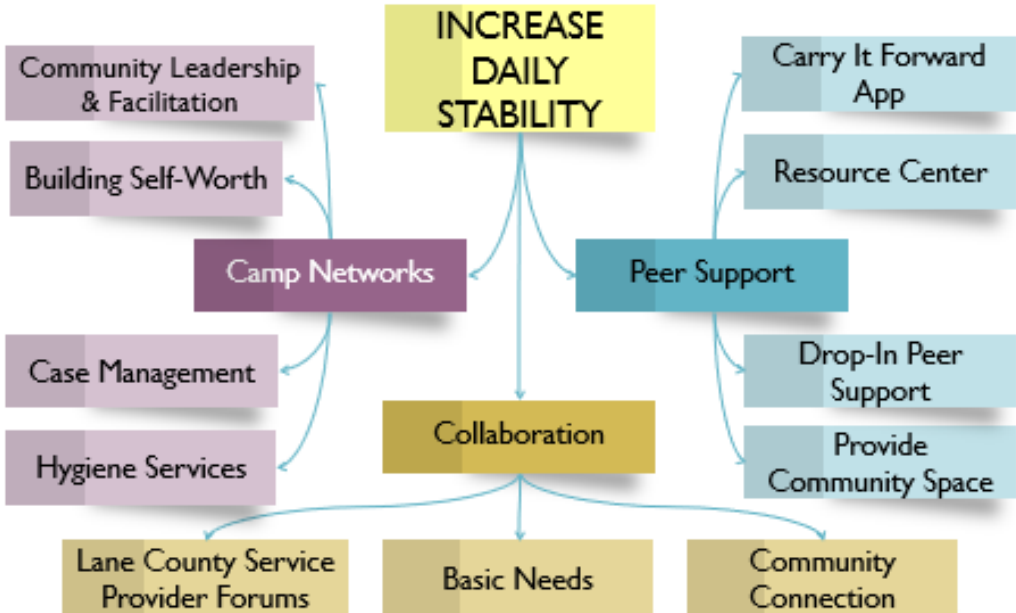 INCREASE
DAILY
STABILITY
Community Leadership
& Facilitation
Building Self-Worth
Camp Networks
Case Management
Hygiene Services
Carry It Forward
App
Resource Center
Peer Support
Drop-In Peer
Support
Provide
Community Space
Collaboration
Lane County Service
Provider Forums
Basic Needs
Community
Connection